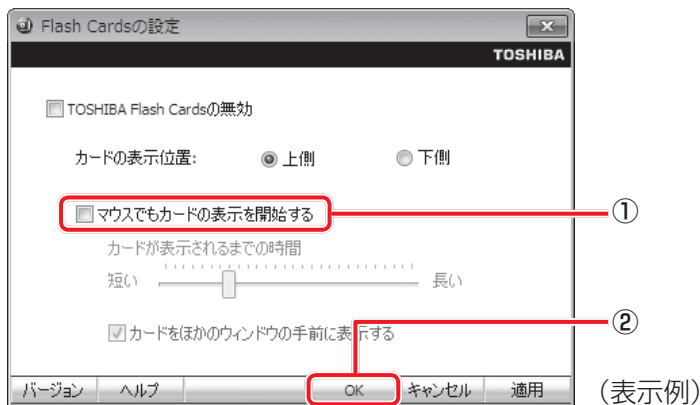 Flash Cardsの設定
TOSHIBA
TOSHIBA Flash Cardsの無効
カードの表示位置: 上側 下側
マウスでもカードの表示を開始する
①
カードが表示されるまでの時間
短い 長い
②
カードをほかのウィンドウの手前に表示する
バージョン ヘルプ OK キャンセル 適用
(表示例)